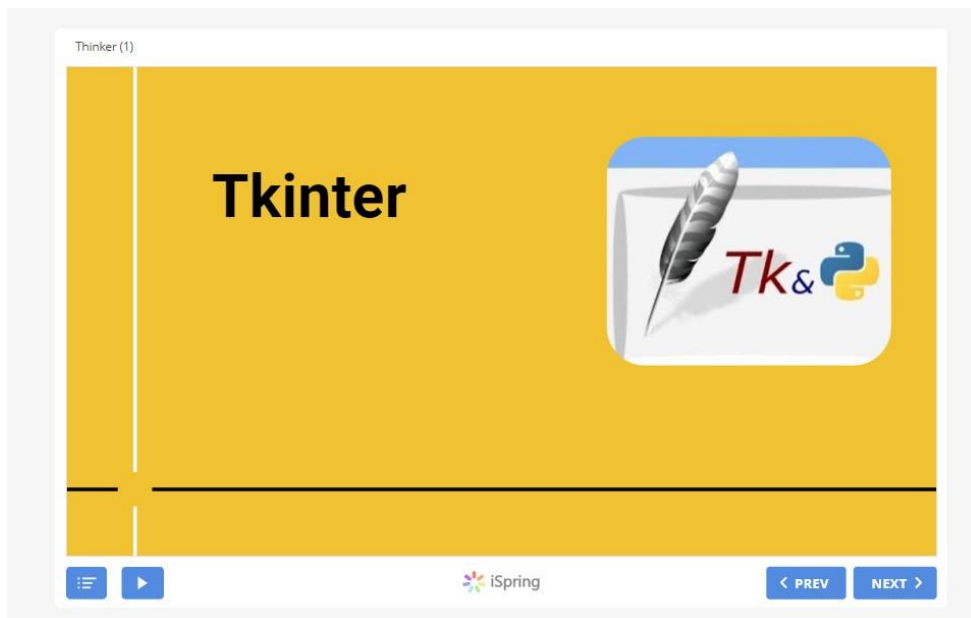 Thinker (1)
Tkinter
Tk &
iSpring
PREV
NEXT